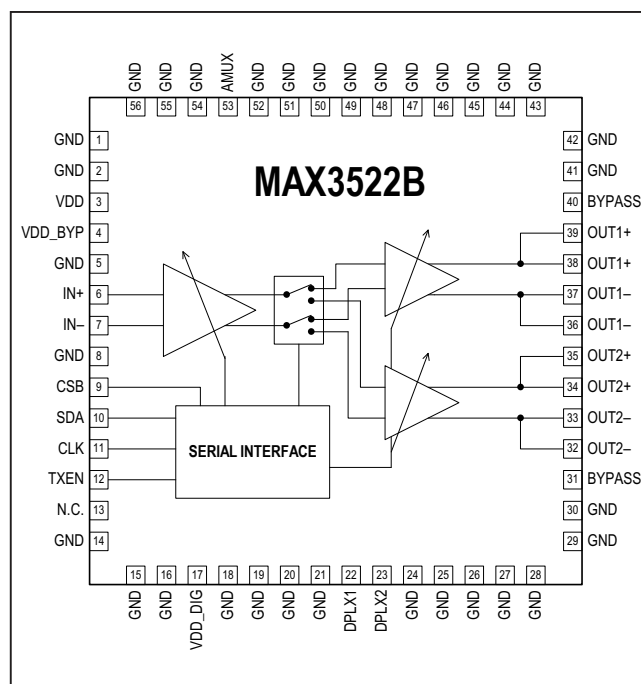 GND GND GND AMUX GND GND GND GND GND GND GND GND GND GND
56 55 54 53 52 51 50 49 48 47 46 45 44 43
MAX3522B
GND 1
GND 2
VDD 3
VDD_BYP 4
GND 5
IN+ 6
IN– 7
GND 8
CSB 9
SDA 10
CLK 11
TXEN 12
N.C. 13
GND 14
SERIAL INTERFACE
42 GND
41 GND
40 BYPASS
39 OUT1+
38 OUT1+
37 OUT1–
36 OUT1–
35 OUT2+
34 OUT2+
33 OUT2–
32 OUT2–
31 BYPASS
30 GND
29 GND
15 16 17 18 19 20 21 22 23 24 25 26 27 28
GND GND VDD_DIG GND GND GND GND DPLX1 DPLX2 GND GND GND GND GND